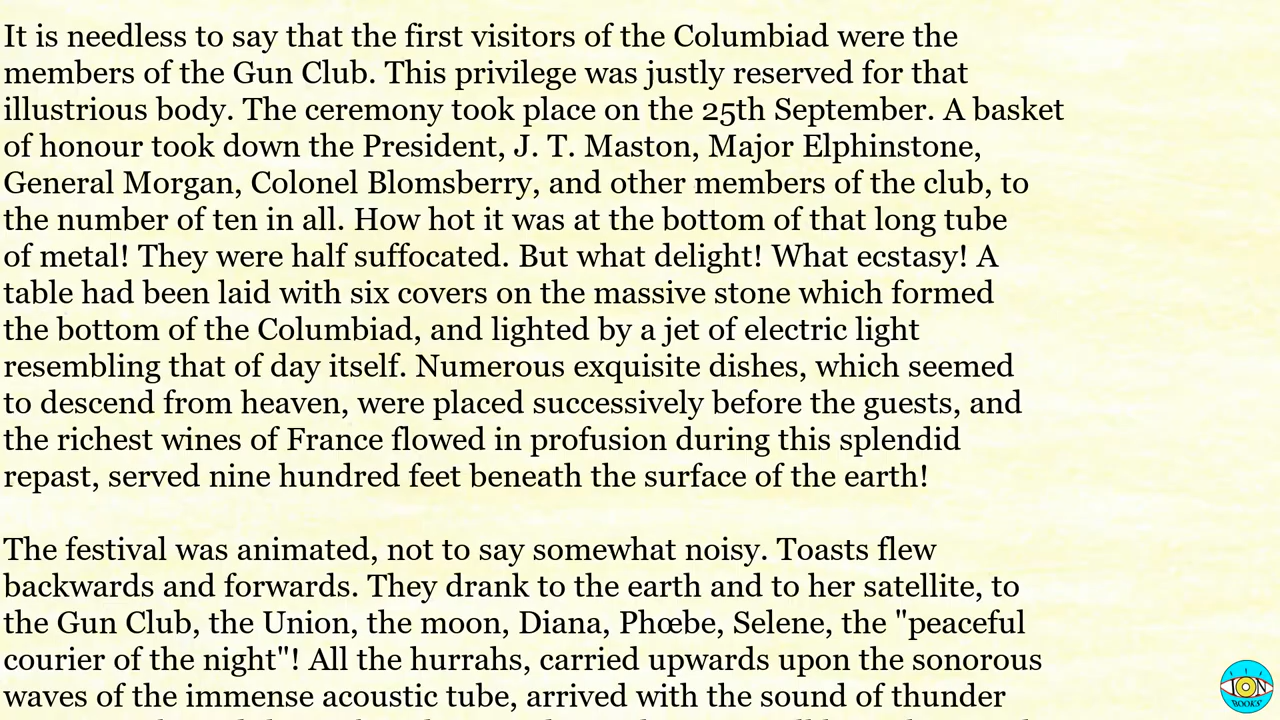 It is needless to say that the first visitors of the Columbiad were the
members of the Gun Club. This privilege was justly reserved for that
illustrious body. The ceremony took place on the 25th September. A basket
of honour took down the President, J. T. Maston, Major Elphinstone,
General Morgan, Colonel Blomsberry, and other members of the club, to
the number of ten in all. How hot it was at the bottom of that long tube
of metal! They were half suffocated. But what delight! What ecstasy! A
table had been laid with six covers on the massive stone which formed
the bottom of the Columbiad, and lighted by a jet of electric light
resembling that of day itself. Numerous exquisite dishes, which seemed
to descend from heaven, were placed successively before the guests, and
the richest wines of France flowed in profusion during this splendid
repast, served nine hundred feet beneath the surface of the earth!

The festival was animated, not to say somewhat noisy. Toasts flew
backwards and forwards. They drank to the earth and to her satellite, to
the Gun Club, the Union, the moon, Diana, Phœbe, Selene, the "peaceful
courier of the night"! All the hurrahs, carried upwards upon the sonorous
waves of the immense acoustic tube, arrived with the sound of thunder
ION
BOOKS